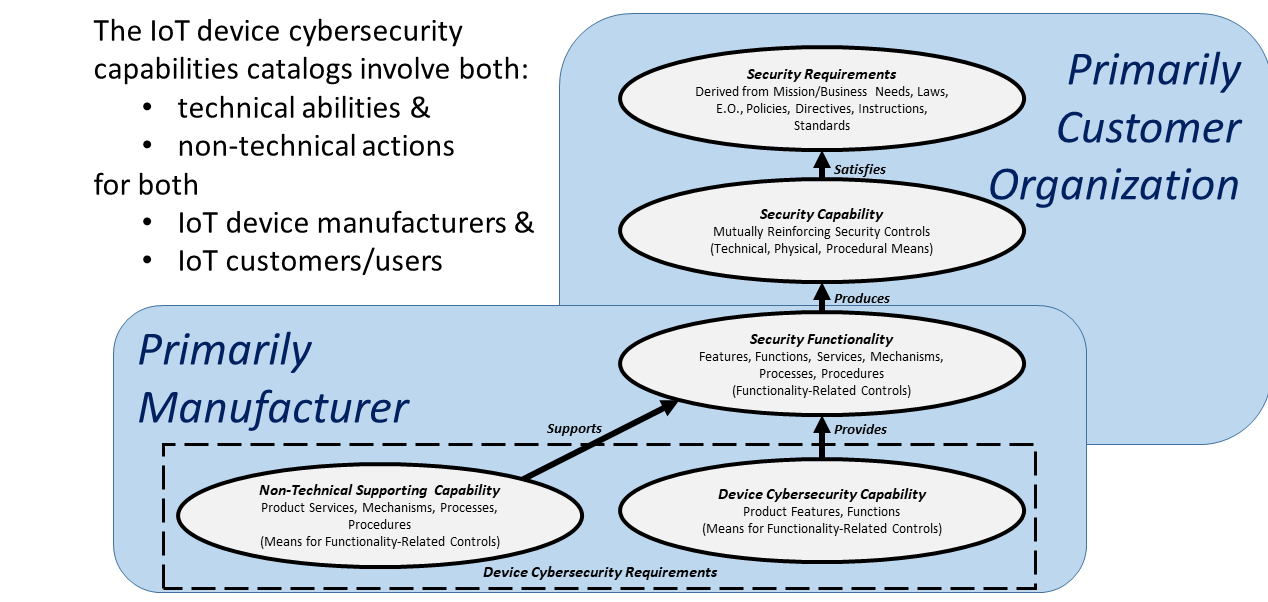 The IoT device cybersecurity
capabilities catalogs involve both:
• technical abilities &
• non-technical actions
for both
• IoT device manufacturers &
• IoT customers/users
Primarily
Customer
Organization
Security Requirements
Derived from Mission/Business Needs, Laws,
E.O., Policies, Directives, Instructions,
Standards
Satisfies
Security Capability
Mutually Reinforcing Security Controls
(Technical, Physical, Procedural Means)
Produces
Primarily
Manufacturer
Security Functionality
Features, Functions, Services, Mechanisms,
Processes, Procedures
(Functionality-Related Controls)
Supports
Provides
Non-Technical Supporting Capability
Product Services, Mechanisms, Processes,
Procedures
(Means for Functionality-Related Controls)
Device Cybersecurity Capability
Product Features, Functions
(Means for Functionality-Related Controls)
Device Cybersecurity Requirements